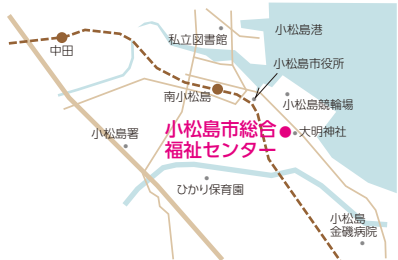 小松島港
私立図書館
中田
小松島市役所
南小松島
小松島競輪場
小松島市総合
福祉センター
大明神社
小松島署
ひかり保育園
小松島
金磯病院